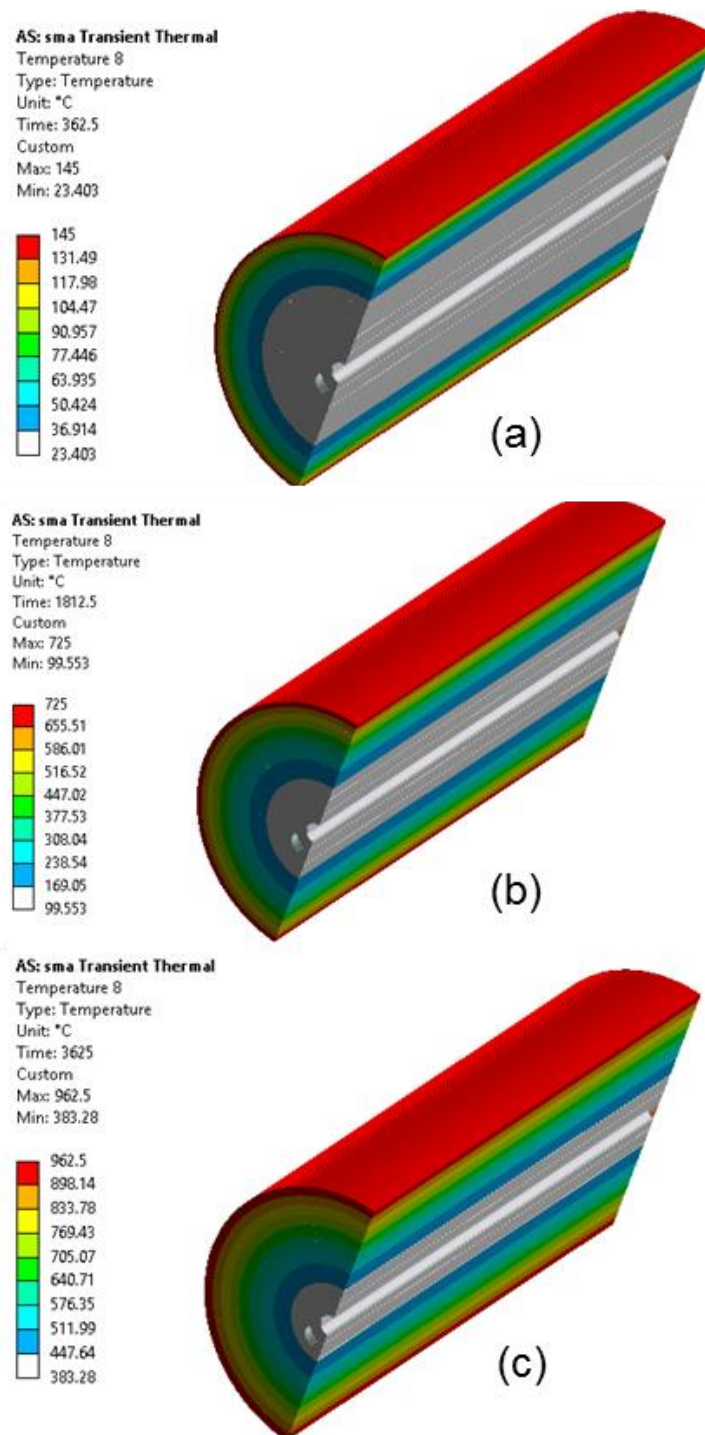 AS: sma Transient Thermal
Temperature 8
Type: Temperature
Unit: °C
Time: 362.5
Custom
Max: 145
Min: 23.403
145
131.49
117.98
104.47
90.957
77.446
63.935
50.424
36.914
23.403
(a)
AS: sma Transient Thermal
Temperature 8
Type: Temperature
Unit: °C
Time: 1812.5
Custom
Max: 725
Min: 99.553
725
655.51
586.01
516.52
447.02
377.53
308.04
238.54
169.05
99.553
(b)
AS: sma Transient Thermal
Temperature 8
Type: Temperature
Unit: °C
Time: 3625
Custom
Max: 962.5
Min: 383.28
962.5
898.14
833.78
769.43
705.07
640.71
576.35
511.99
447.64
383.28
(c)